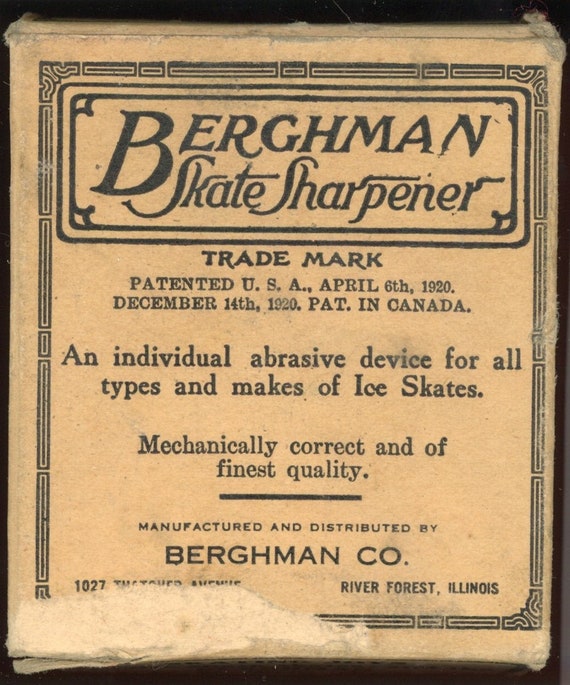 BERGHMAN
Skate Sharpener
TRADE MARK
PATENTED U. S. A., APRIL 6th, 1920.
DECEMBER 14th, 1920. PAT. IN CANADA.
An individual abrasive device for all
types and makes of Ice Skates.
Mechanically correct and of
finest quality.
MANUFACTURED AND DISTRIBUTED BY
BERGHMAN CO.
1027 THATCHER AVENUE RIVER FOREST, ILLINOIS